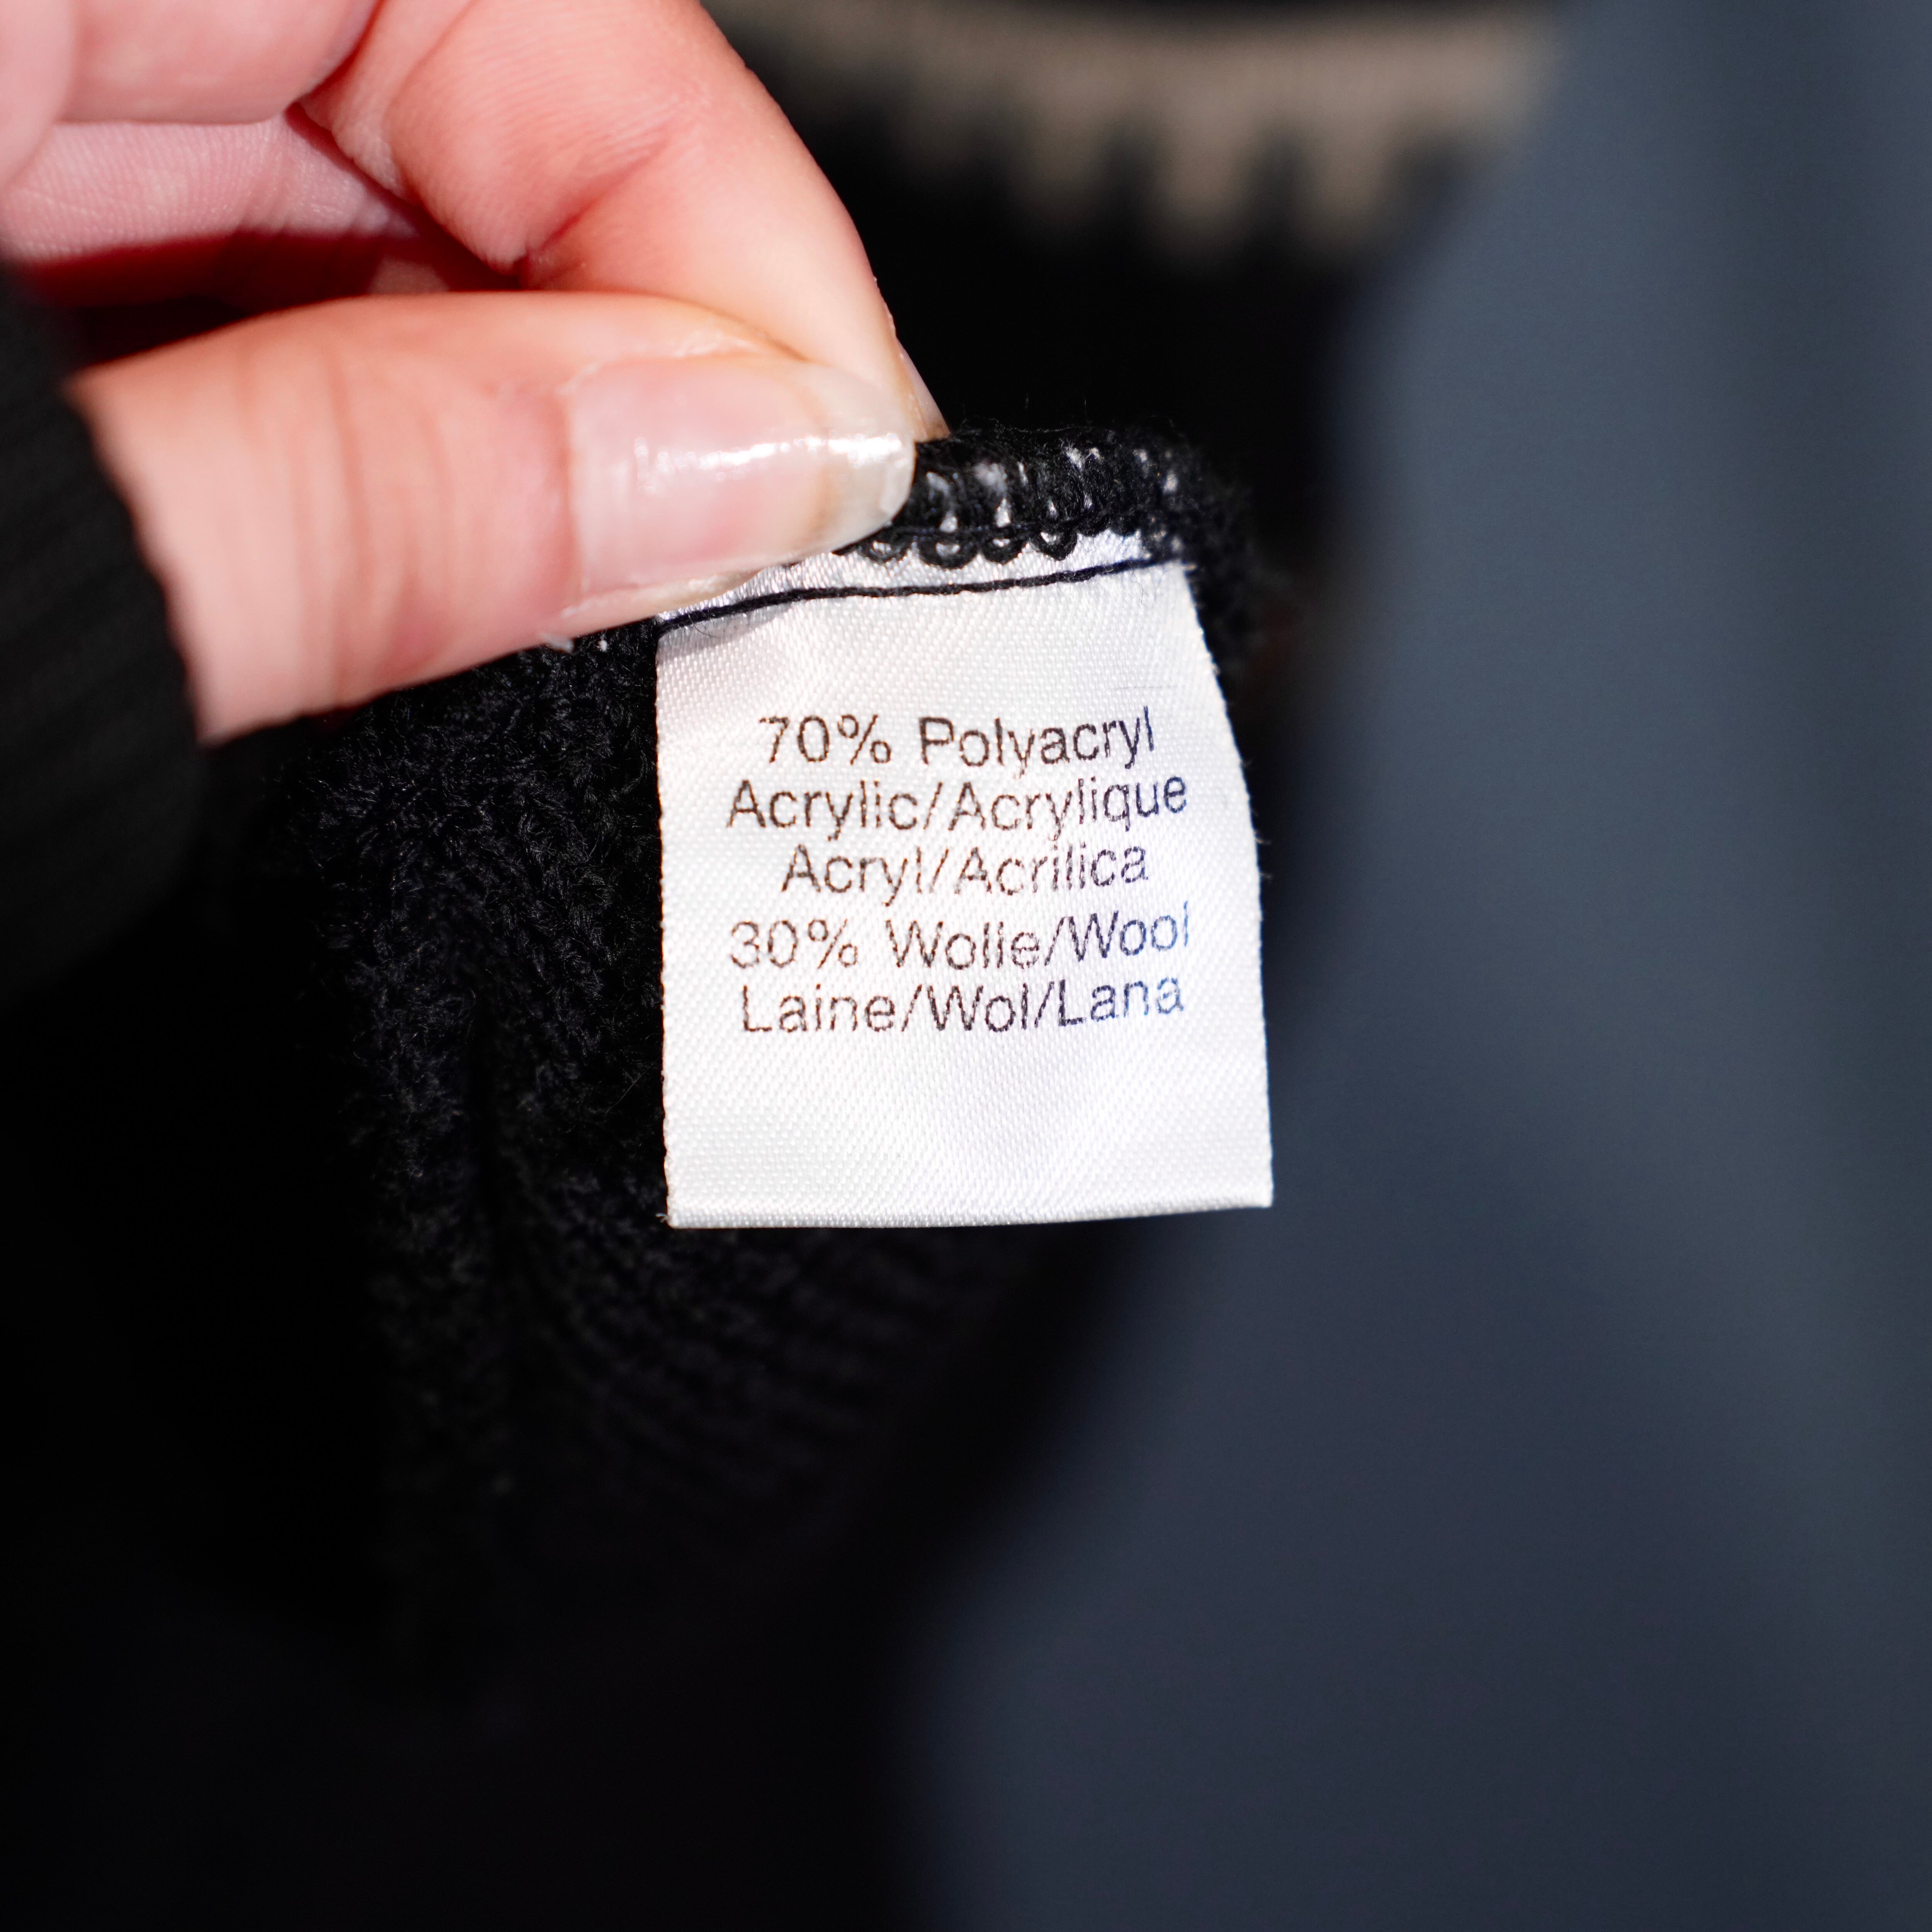 70% Polyacryl
Acrylic/Acrylique
Acryl/Acrilica
30% Wolle/Wool
Laine/Wol/Lana